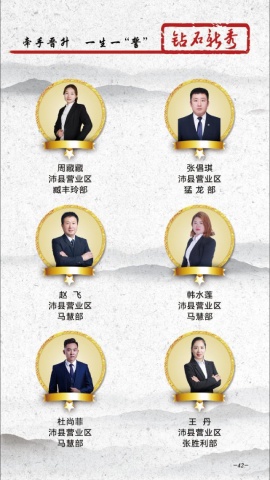 牵手晋升 一生一“誓” 钻石新秀
周藏藏
沛县营业区
臧丰玲部
张倡琪
沛县营业区
猛龙部
赵 飞
沛县营业区
马慧部
韩水莲
沛县营业区
马慧部
杜尚菲
沛县营业区
马慧部
王 丹
沛县营业区
张胜利部
-42-